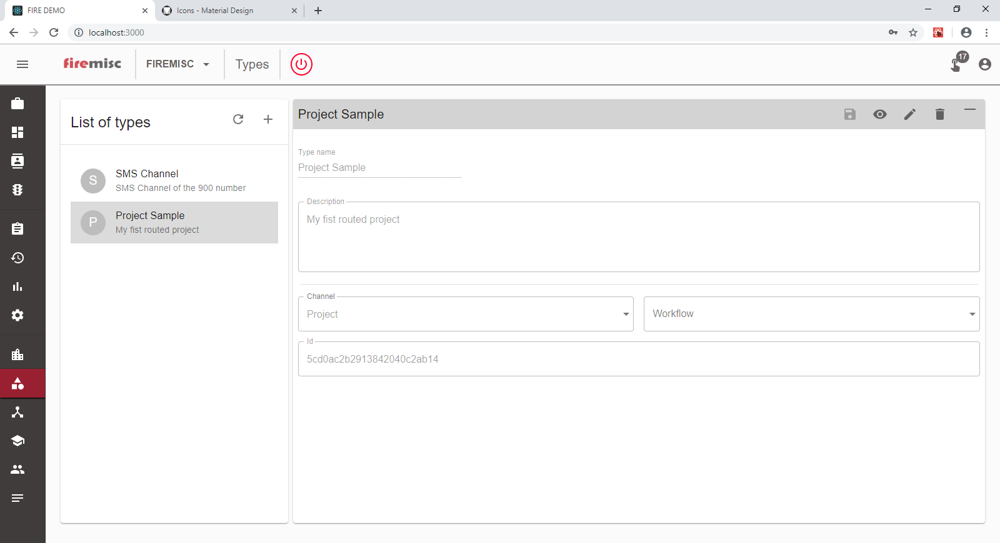 FIRE DEMO
Icons - Material Design
localhost:3000
firemisc
FIREMISC
Types
17
List of types
S
SMS Channel
SMS Channel of the 900 number
P
Project Sample
My fist routed project
Project Sample
Type name
Project Sample
Description
My fist routed project
Channel
Project
Workflow
Id
5cd0ac2b2913842040c2ab14